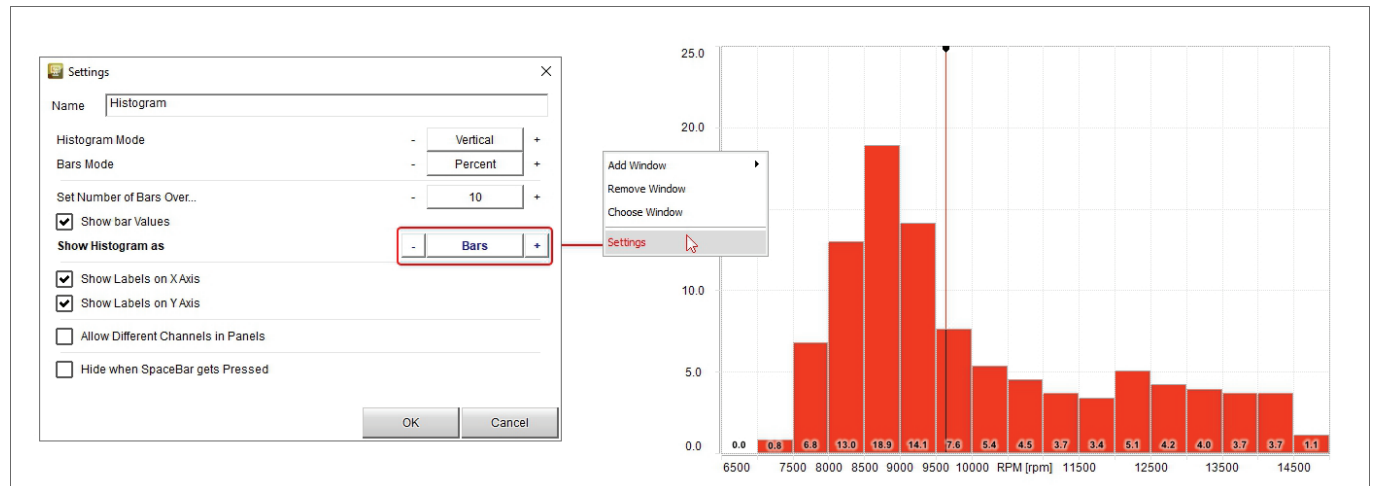 Settings
Name Histogram
Histogram Mode - Vertical +
Bars Mode - Percent +
Set Number of Bars Over... - 10 +
Show bar Values
Show Histogram as - Bars +
Show Labels on X Axis
Show Labels on Y Axis
Allow Different Channels in Panels
Hide when SpaceBar gets Pressed
OK Cancel
Add Window
Remove Window
Choose Window
Settings
25.0
20.0
10.0
5.0
0.0
0.0 0.8 6.8 13.0 18.9 14.1 7.6 5.4 4.5 3.7 3.4 5.1 4.2 4.0 3.7 3.7 1.1
6500 7500 8000 8500 9000 9500 10000 RPM [rpm] 11500 12500 13500 14500